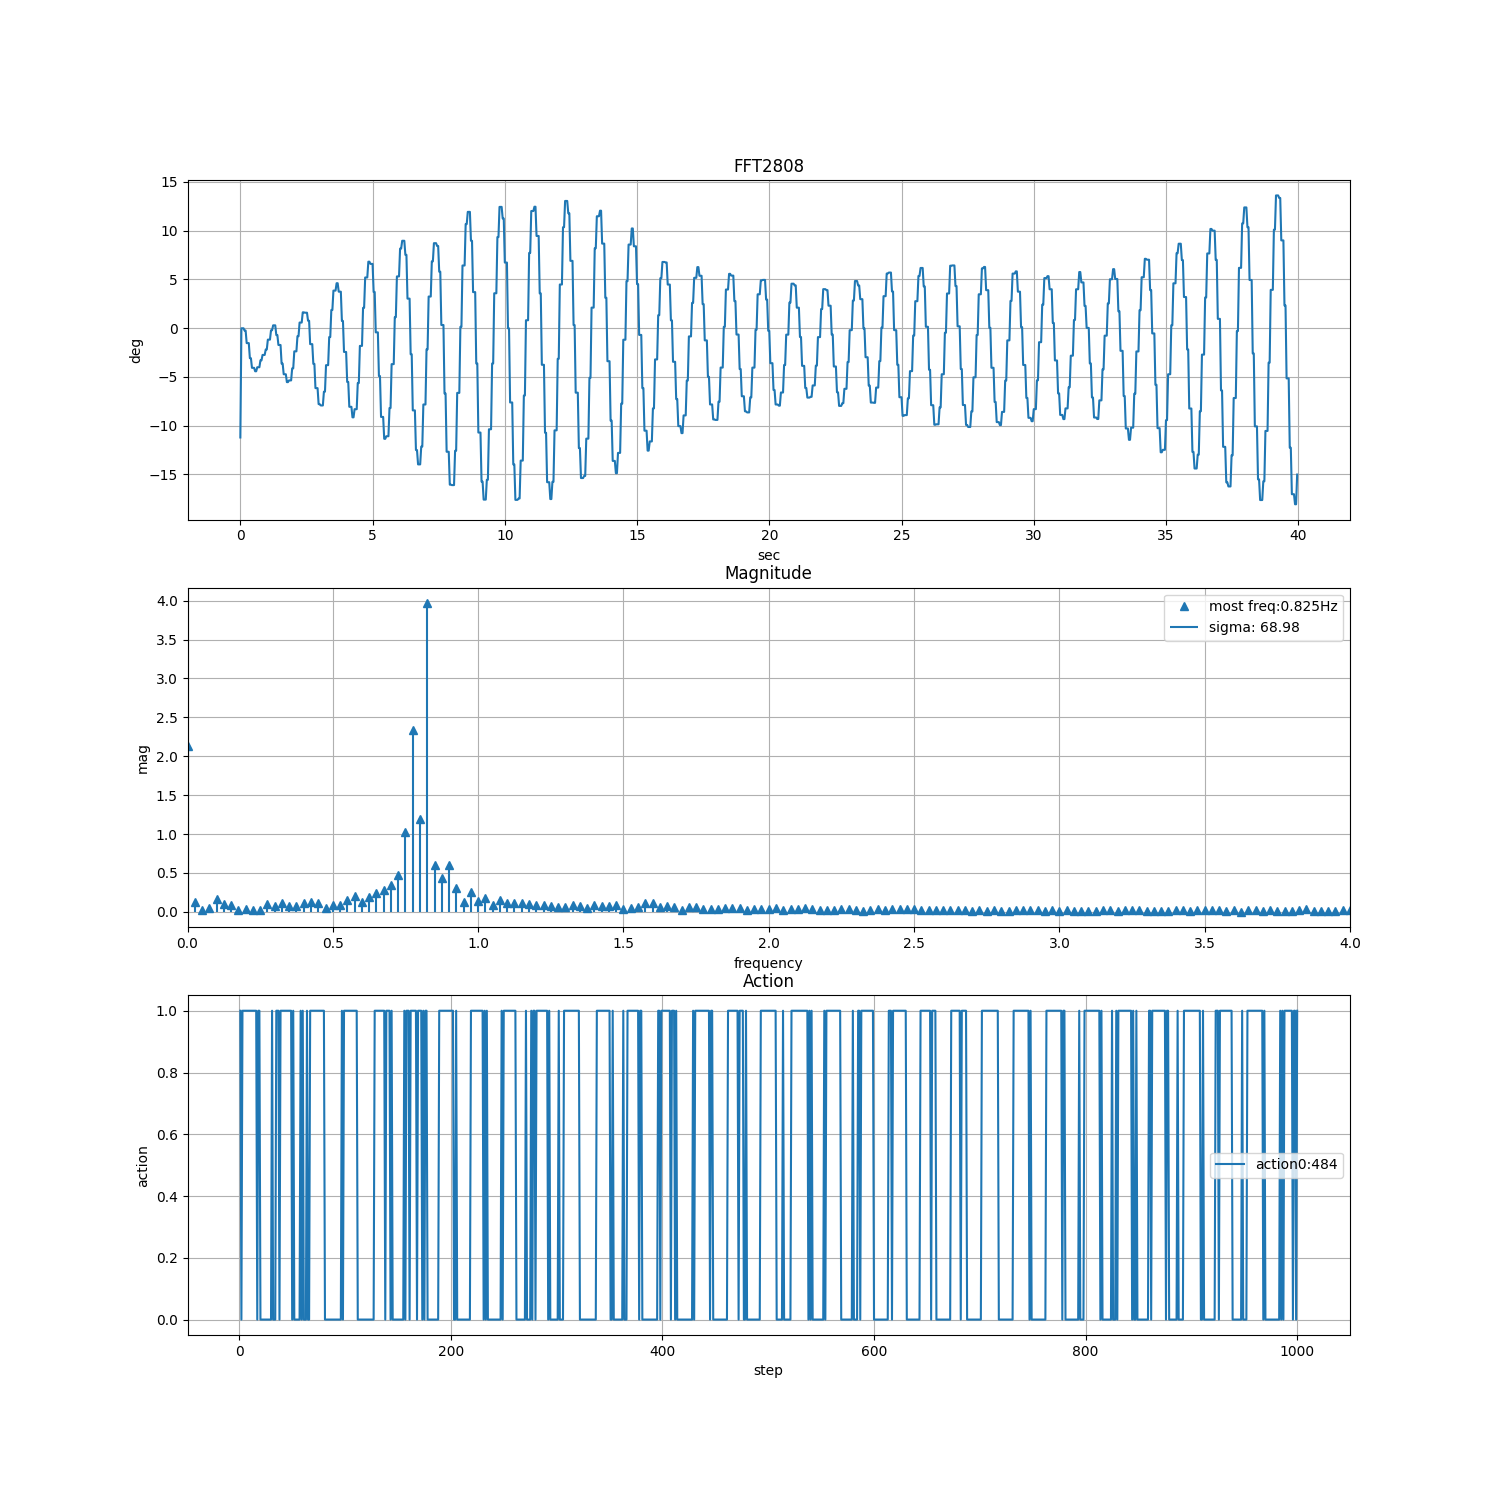 FFT2808
15
10
5
0
−5
−10
−15
deg
0 5 10 15 20 25 30 35 40
sec
Magnitude
4.0
3.5
3.0
2.5
2.0
1.5
1.0
0.5
0.0
mag
most freq:0.825Hz
sigma: 68.98
0.0 0.5 1.0 1.5 2.0 2.5 3.0 3.5 4.0
frequency
Action
1.0
0.8
0.6
0.4
0.2
0.0
action
action0:484
0 200 400 600 800 1000
step